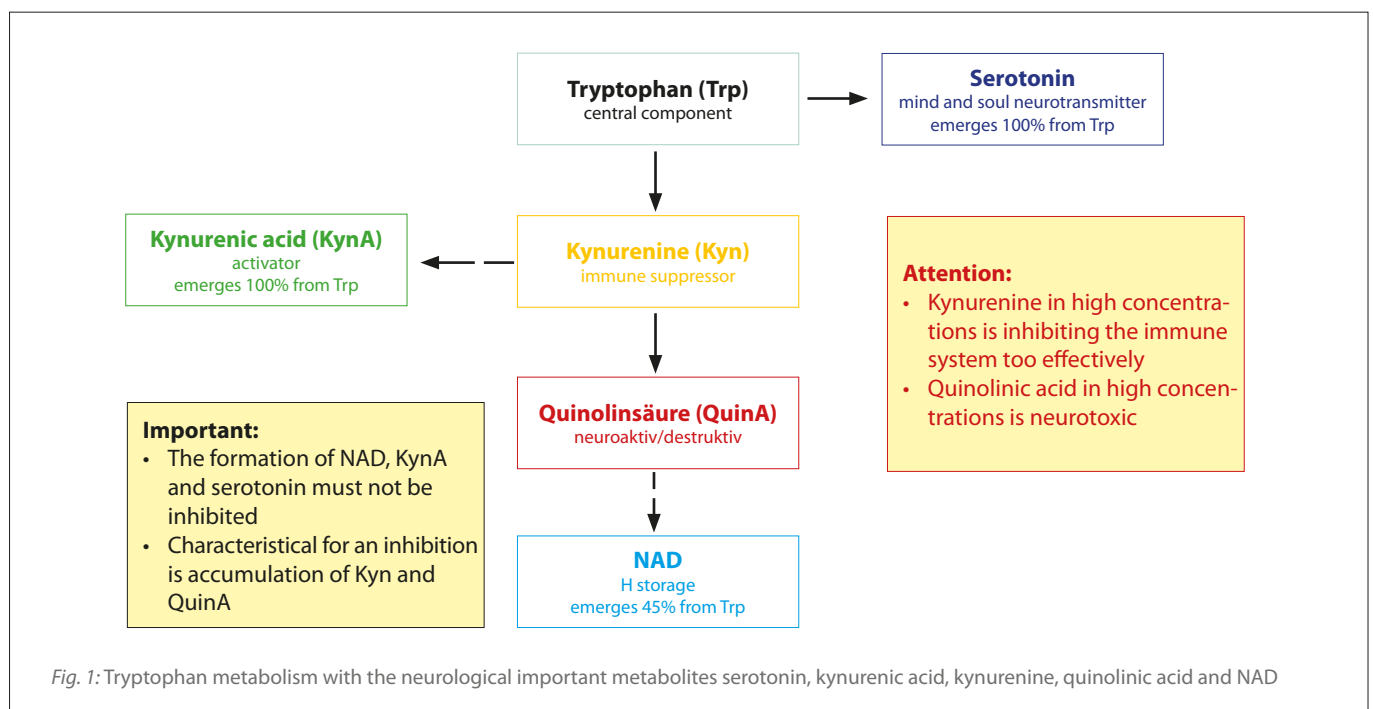 Tryptophan (Trp)
central component
Serotonin
mind and soul neurotransmitter
emerges 100% from Trp
Kynurenic acid (KynA)
activator
emerges 100% from Trp
Kynurenine (Kyn)
immune suppressor
Attention:
• Kynurenine in high concentra-
tions is inhibiting the immune
system too effectively
• Quinolinic acid in high concen-
trations is neurotoxic
Quinolinsäure (QuinA)
neuroaktiv/destruktiv
Important:
• The formation of NAD, KynA
and serotonin must not be
inhibited
• Characteristical for an inhibition
is accumulation of Kyn and
QuinA
NAD
H storage
emerges 45% from Trp
Fig. 1: Tryptophan metabolism with the neurological important metabolites serotonin, kynurenic acid, kynurenine, quinolinic acid and NAD